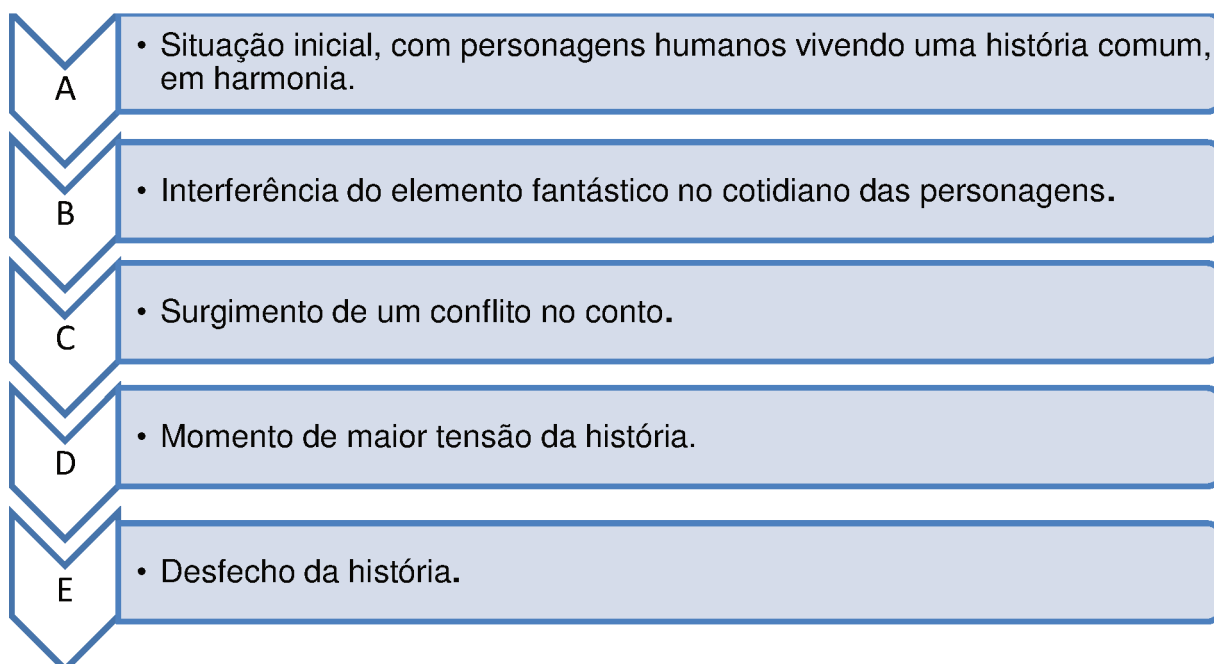 A
• Situação inicial, com personagens humanos vivendo uma história comum,
em harmonia.
B
• Interferência do elemento fantástico no cotidiano das personagens.
C
• Surgimento de um conflito no conto.
D
• Momento de maior tensão da história.
E
• Desfecho da história.